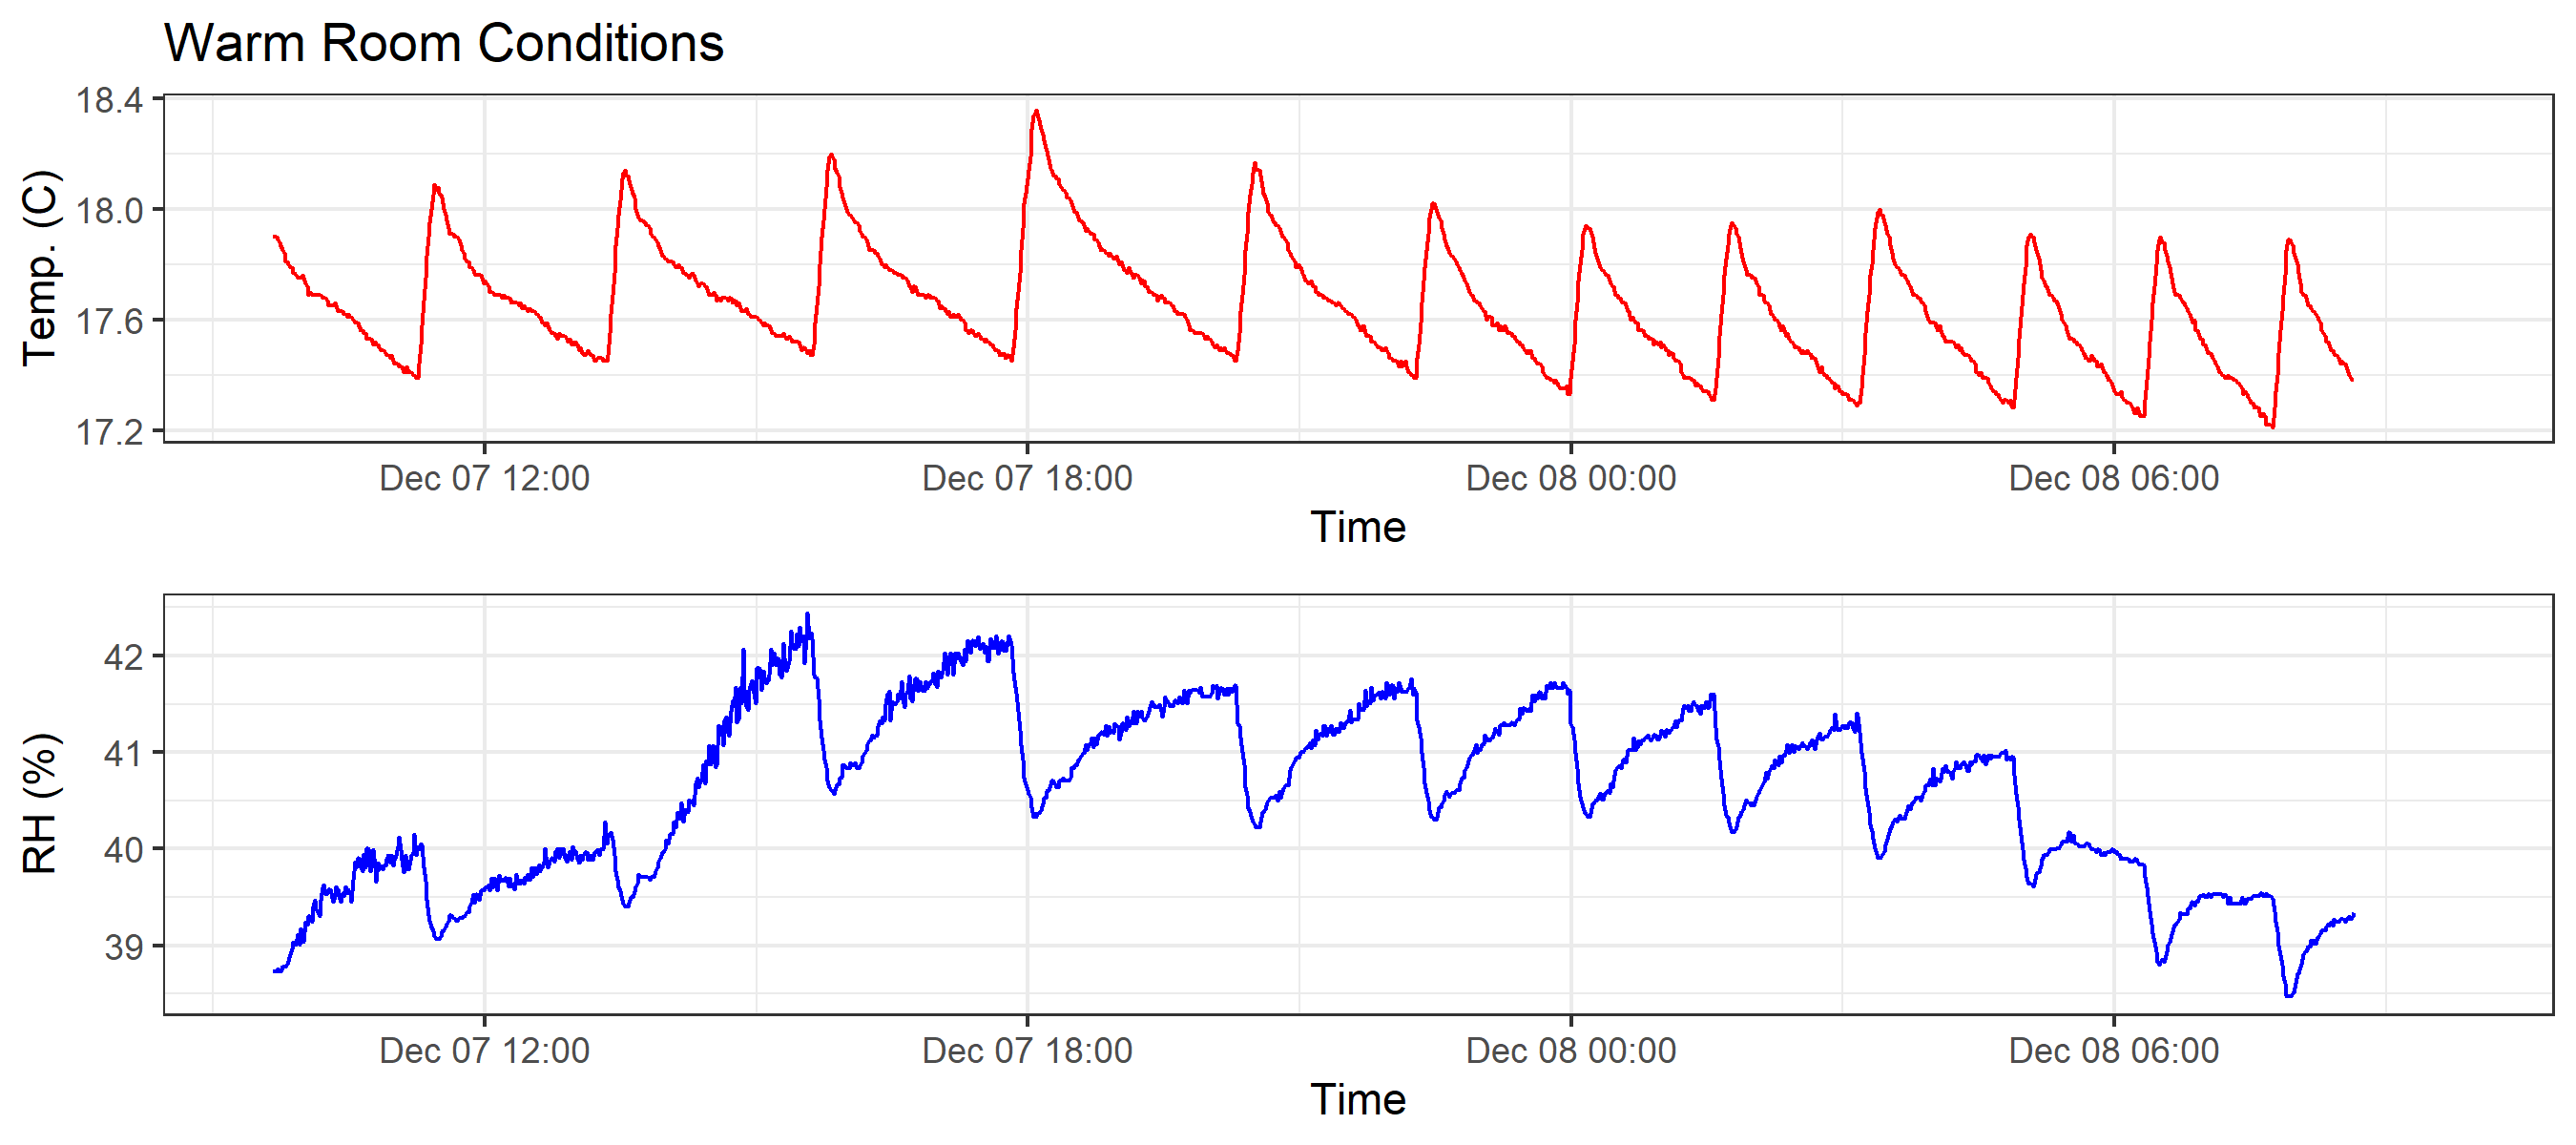 Warm Room Conditions
Temp. (C)
18.4
18.0
17.6
17.2
Dec 07 12:00 Dec 07 18:00 Dec 08 00:00 Dec 08 06:00
Time
RH (%)
42
41
40
39
Dec 07 12:00 Dec 07 18:00 Dec 08 00:00 Dec 08 06:00
Time